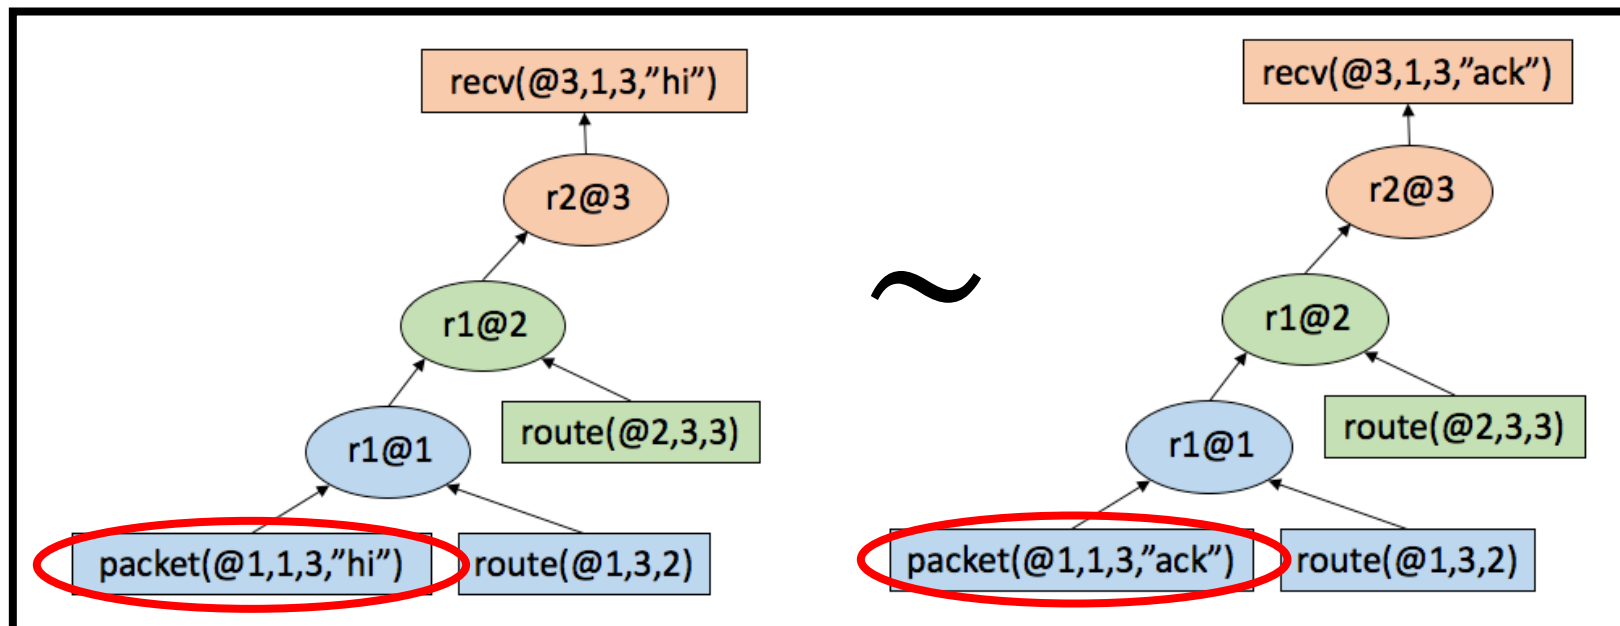 recv(@3,1,3,”hi”)
r2@3
r1@2
r1@1
route(@2,3,3)
packet(@1,1,3,”hi”)
route(@1,3,2)
~
recv(@3,1,3,”ack”)
r2@3
r1@2
r1@1
route(@2,3,3)
packet(@1,1,3,”ack”)
route(@1,3,2)